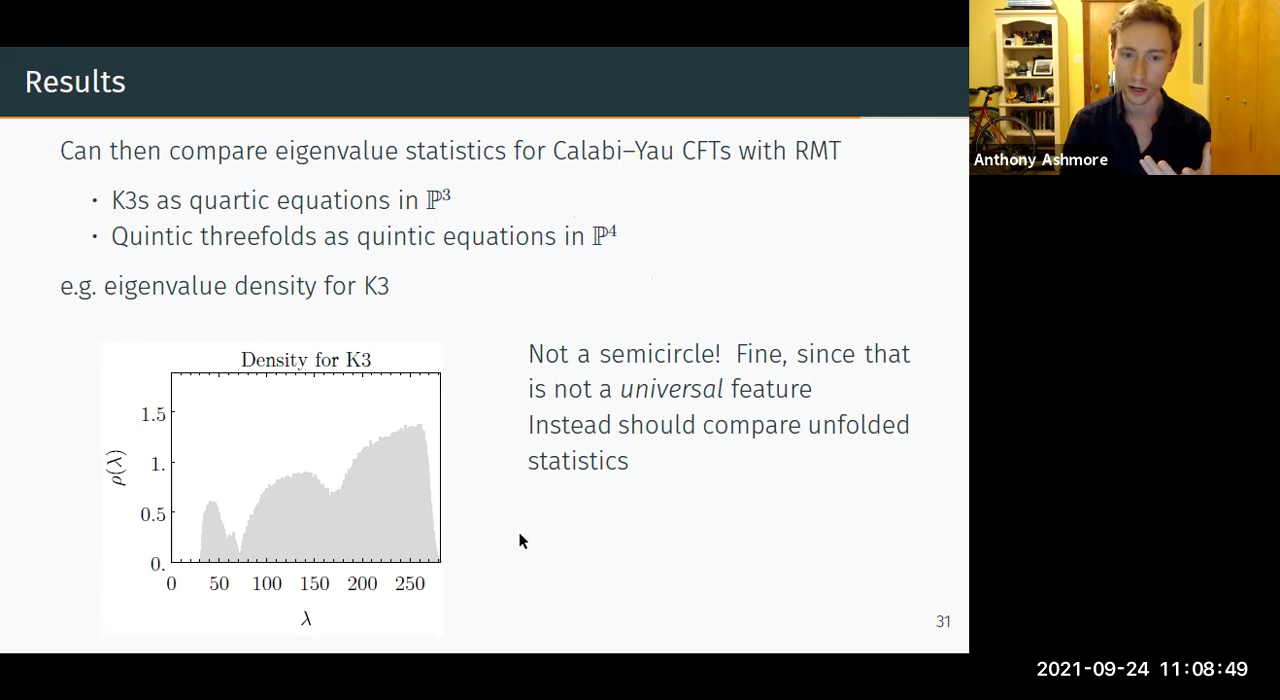 Results
Can then compare eigenvalue statistics for Calabi–Yau CFTs with RMT
· K3s as quartic equations in ℙ³
· Quintic threefolds as quintic equations in ℙ⁴
e.g. eigenvalue density for K3
Density for K3
1.5
1.
0.5
0.
ρ(λ)
0 50 100 150 200 250
λ
Not a semicircle! Fine, since that
is not a universal feature
Instead should compare unfolded
statistics
31
Anthony Ashmore
2021-09-24 11:08:49